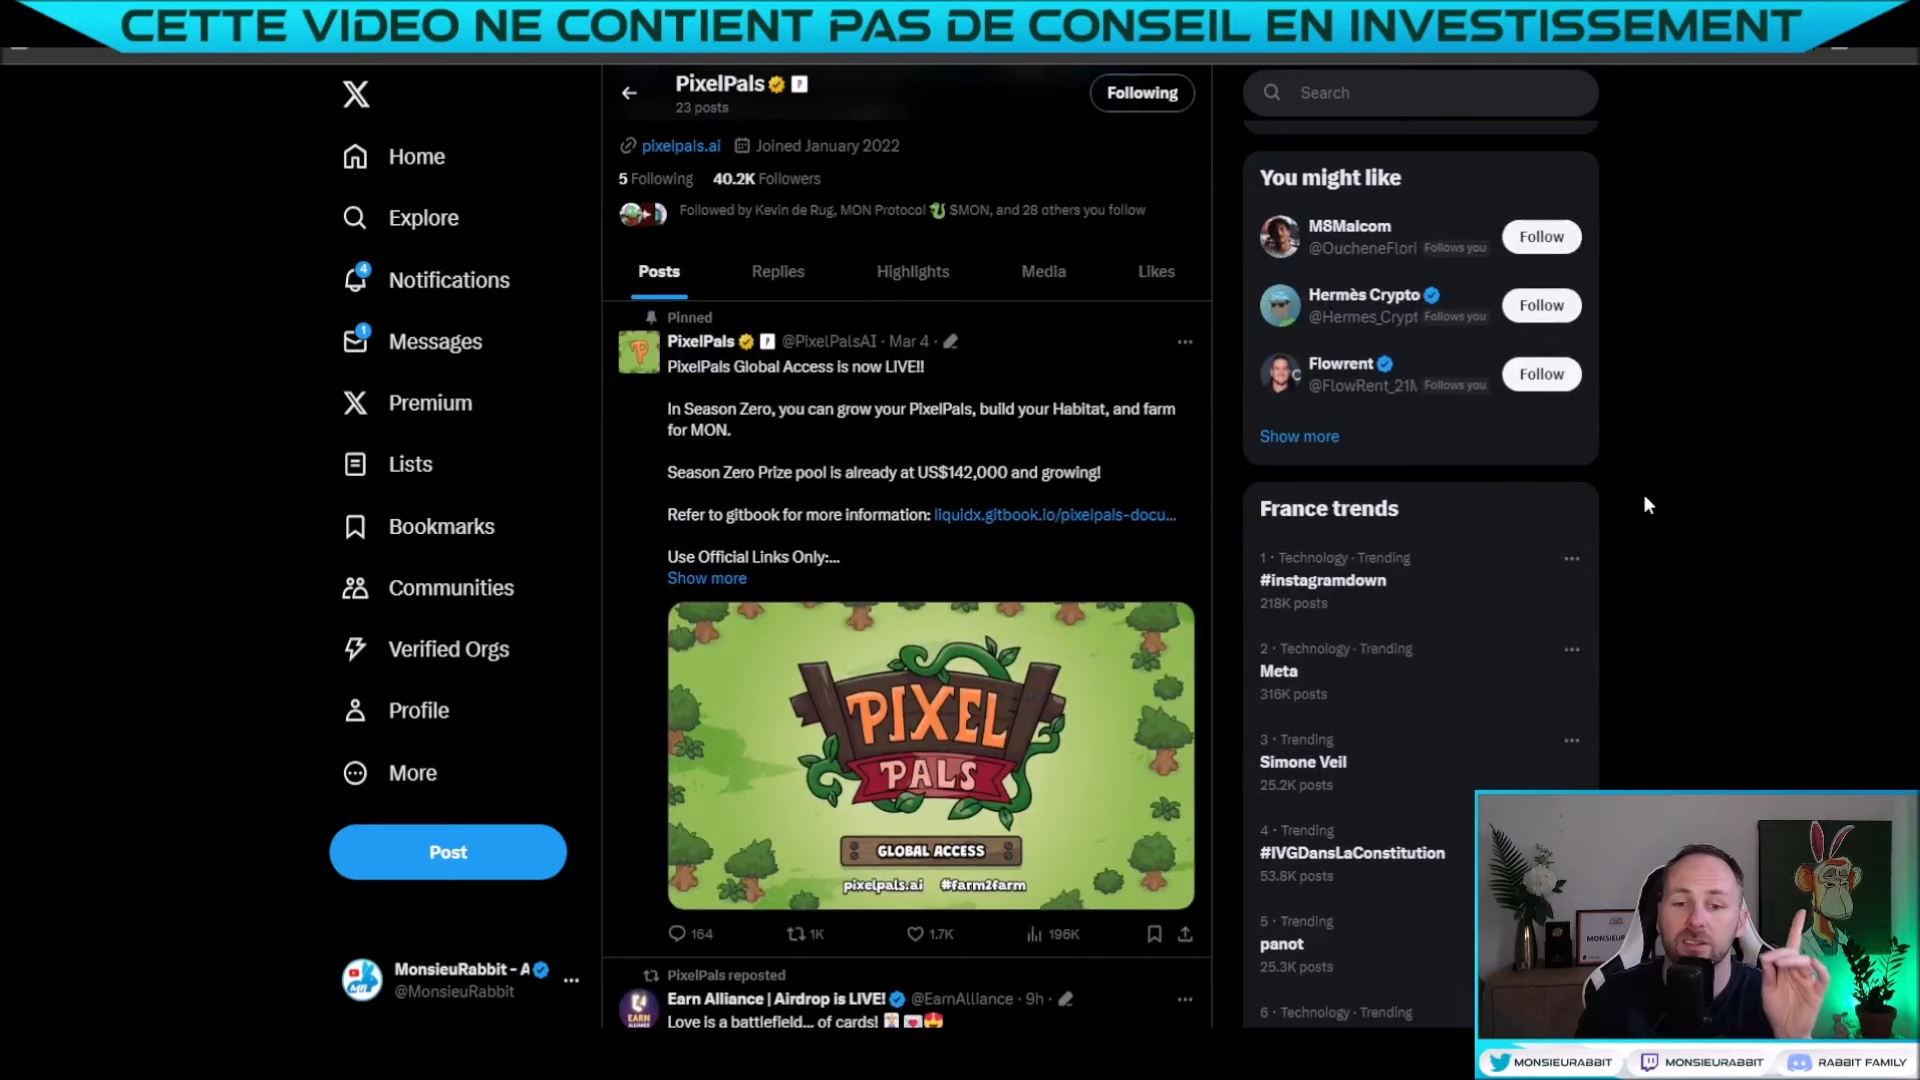 CETTE VIDEO NE CONTIENT PAS DE CONSEIL EN INVESTISSEMENT
Home
Explore
4
Notifications
1
Messages
Premium
Lists
Bookmarks
Communities
Verified Orgs
Profile
More
Post
MonsieuRabbit - A
@MonsieuRabbit
PixelPals
23 posts
Following
pixelpals.ai Joined January 2022
5 Following 40.2K Followers
Followed by Kevin de Rug, MON Protocol $MON, and 28 others you follow
Posts Replies Highlights Media Likes
Pinned
PixelPals @PixelPalsAI · Mar 4 ·
PixelPals Global Access is now LIVE!!
In Season Zero, you can grow your PixelPals, build your Habitat, and farm
for MON.
Season Zero Prize pool is already at US$142,000 and growing!
Refer to gitbook for more information: liquidx.gitbook.io/pixelpals-docu...
Use Official Links Only:...
Show more
PIXEL
PALS
GLOBAL ACCESS
pixelpals.ai #farm2farm
164 1K 1.7K 196K
PixelPals reposted
Earn Alliance | Airdrop is LIVE! @EarnAlliance · 9h ·
Love is a battlefield... of cards!
EARN
Search
You might like
M8Malcom
@OucheneFlori Follows you
Follow
Hermès Crypto
@Hermes_Crypt Follows you
Follow
Flowrent
@FlowRent_21M Follows you
Follow
Show more
France trends
1 · Technology · Trending
#instagramdown
218K posts
2 · Technology · Trending
Meta
316K posts
3 · Trending
Simone Veil
25.2K posts
4 · Trending
#IVGDansLaConstitution
53.8K posts
5 · Trending
panot
25.3K posts
6 · Technology · Trending
MONSIEURABBIT MONSIEURABBIT RABBIT FAMILY